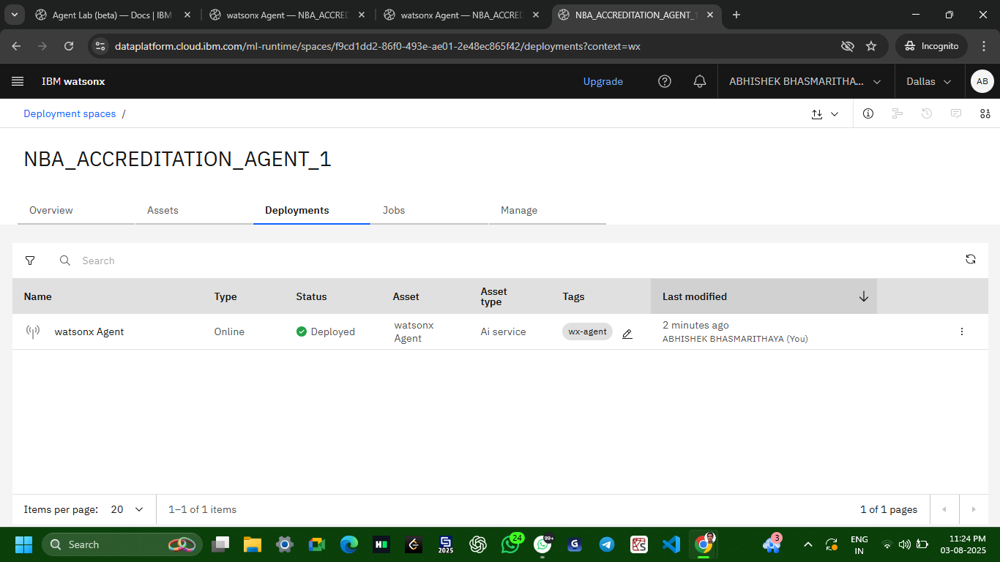 Agent Lab (beta) — Docs | IBM
watsonx Agent — NBA_ACCRED
watsonx Agent — NBA_ACCRED
NBA_ACCREDITATION_AGENT_1
dataplatform.cloud.ibm.com/ml-runtime/spaces/f9cd1dd2-86f0-493e-ae01-2e48ec865f42/deployments?context=wx
Incognito
IBM watsonx
Upgrade
ABHISHEK BHASMARITHA...
Dallas
AB
Deployment spaces /
NBA_ACCREDITATION_AGENT_1
Overview
Assets
Deployments
Jobs
Manage
Search
Name
Type
Status
Asset
Asset type
Tags
Last modified
watsonx Agent
Online
Deployed
watsonx Agent
Ai service
wx-agent
2 minutes ago
ABHISHEK BHASMARITHAYA (You)
Items per page: 20
1–1 of 1 items
1 of 1 pages
Search
2025
24
99+
3
ENG
IN
11:24 PM
03-08-2025